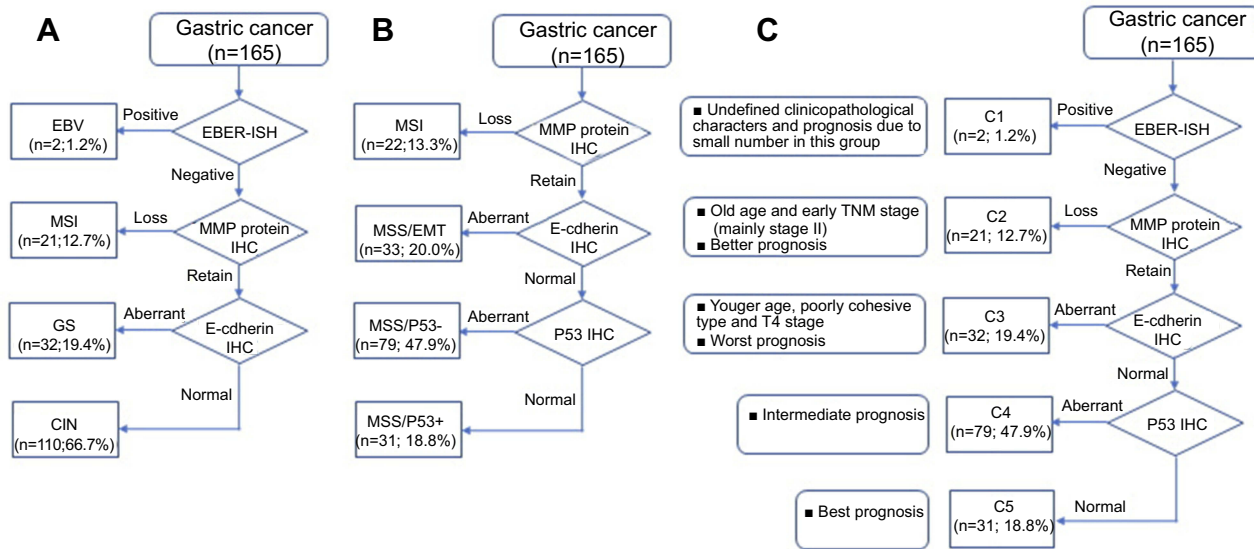 A
Gastric cancer
(n=165)
EBV
(n=2;1.2%)
Positive
EBER-ISH
Negative
MSI
(n=21;12.7%)
Loss
MMP protein
IHC
Retain
GS
(n=32;19.4%)
Aberrant
E-cdherin
IHC
Normal
CIN
(n=110;66.7%)
B
Gastric cancer
(n=165)
MSI
(n=22;13.3%)
Loss
MMP protein
IHC
Retain
MSS/EMT
(n=33; 20.0%)
Aberrant
E-cdherin
IHC
Normal
MSS/P53-
(n=79; 47.9%)
Aberrant
P53 IHC
Normal
MSS/P53+
(n=31; 18.8%)
C
Gastric cancer
(n=165)
■ Undefined clinicopathological
characters and prognosis due to
small number in this group
C1
(n=2; 1.2%)
Positive
EBER-ISH
Negative
■ Old age and early TNM stage
(mainly stage II)
■ Better prognosis
C2
(n=21; 12.7%)
Loss
MMP protein
IHC
Retain
■ Youger age, poorly cohesive
type and T4 stage
■ Worst prognosis
C3
(n=32; 19.4%)
Aberrant
E-cdherin
IHC
Normal
■ Intermediate prognosis
C4
(n=79; 47.9%)
Aberrant
P53 IHC
■ Best prognosis
C5
(n=31; 18.8%)
Normal